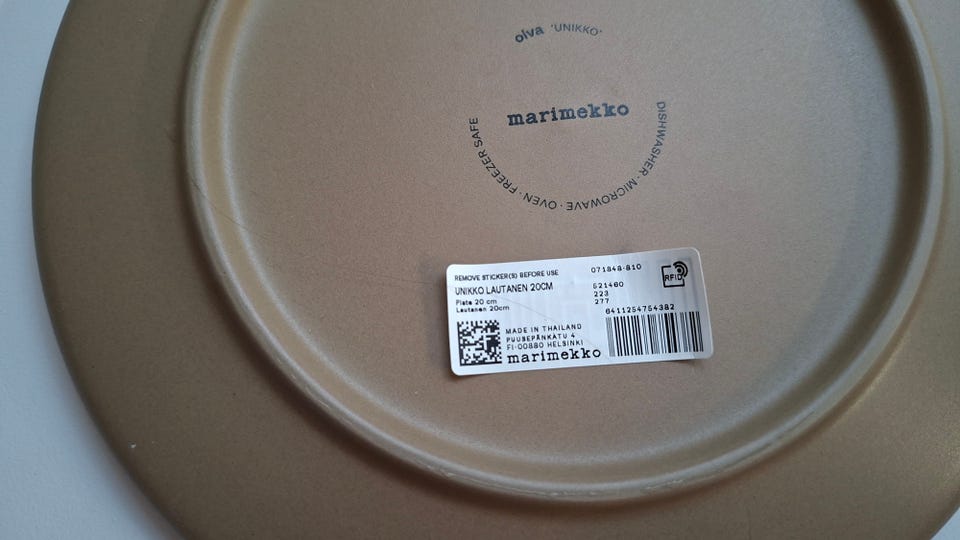 oiva 'UNIKKO'
marimekko
DISHWASHER · MICROWAVE · OVEN · FREEZER SAFE
REMOVE STICKER(S) BEFORE USE
071848-810
RFID
UNIKKO LAUTANEN 20CM
521460
Plate 20 cm
223
Lautanen 20cm
277
6411254754382
MADE IN THAILAND
PUUSEPÄNKATU 4
FI-00880 HELSINKI
marimekko